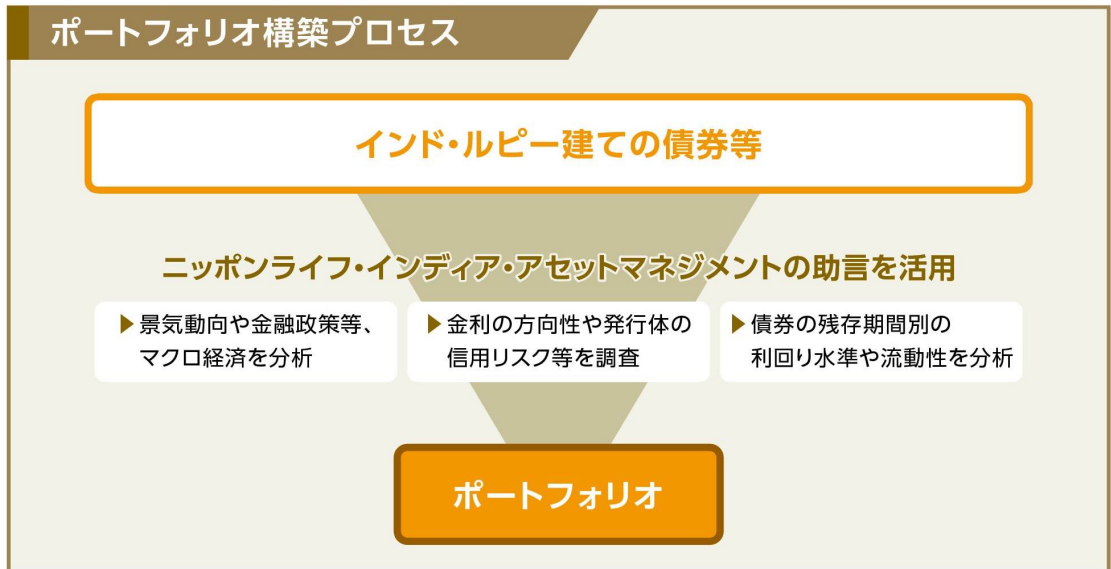 ポートフォリオ構築プロセス
インド・ルピー建ての債券等
ニッポンライフ・インディア・アセットマネジメントの助言を活用
▶景気動向や金融政策等、
マクロ経済を分析
▶金利の方向性や発行体の
信用リスク等を調査
▶債券の残存期間別の
利回り水準や流動性を分析
ポートフォリオ